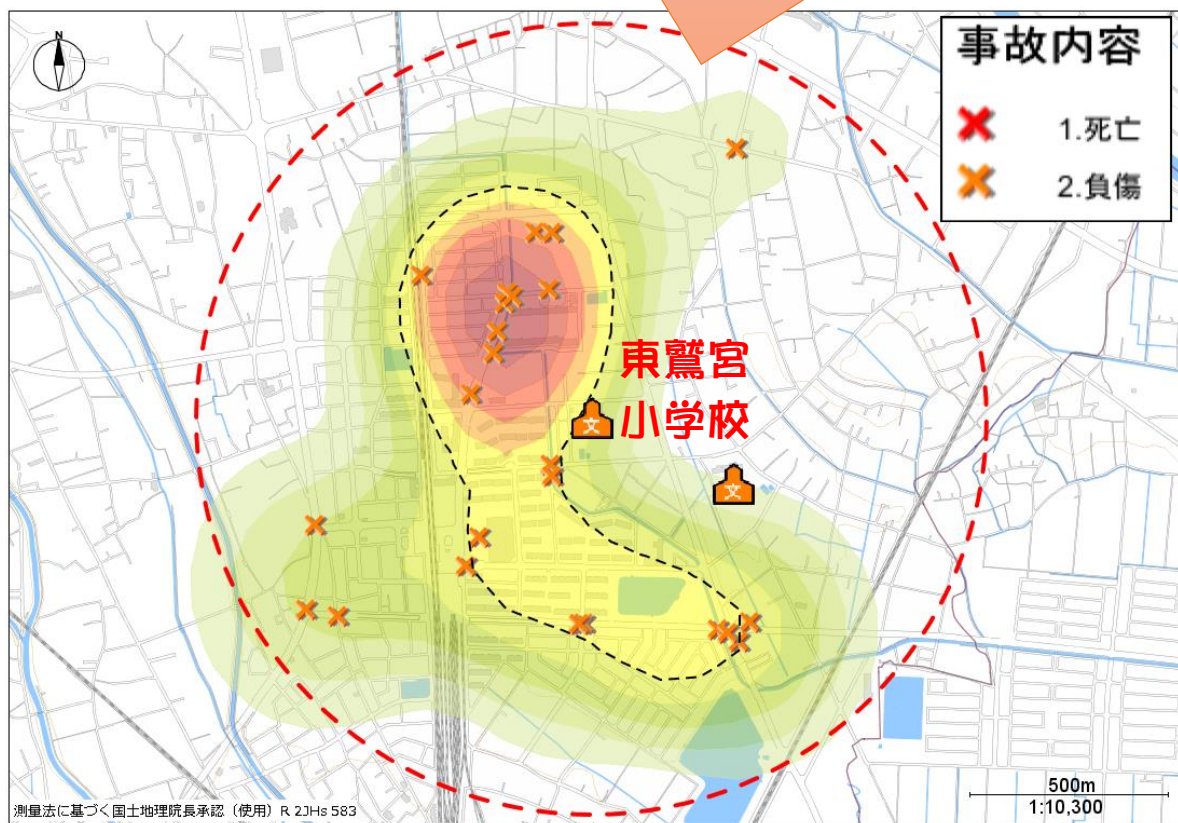 N
事故内容
1.死亡
2.負傷
東鷲宮
小学校
文
文
500m
1:10,300
測量法に基づく国土地理院長承認（使用）R 2JHs 583